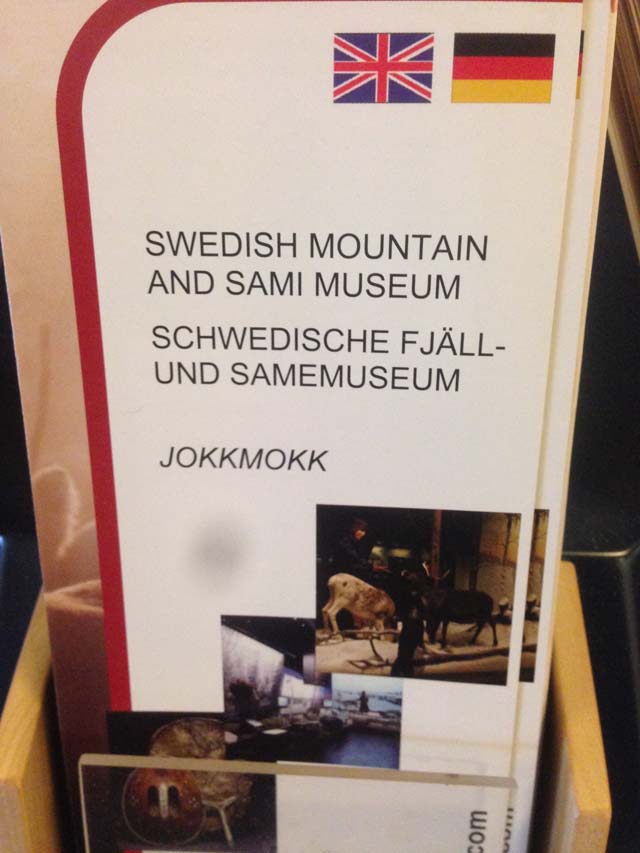 SWEDISH MOUNTAIN
AND SAMI MUSEUM
SCHWEDISCHE FJÄLL-
UND SAMEMUSEUM
JOKKMOKK
com